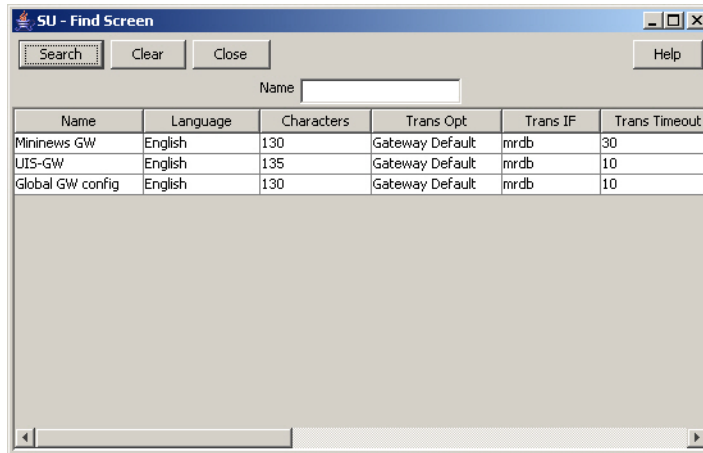 SU - Find Screen
Search Clear Close Help
Name
Name Language Characters Trans Opt Trans IF Trans Timeout
Mininews GW English 130 Gateway Default mrdb 30
UIS-GW English 135 Gateway Default mrdb 10
Global GW config English 130 Gateway Default mrdb 10